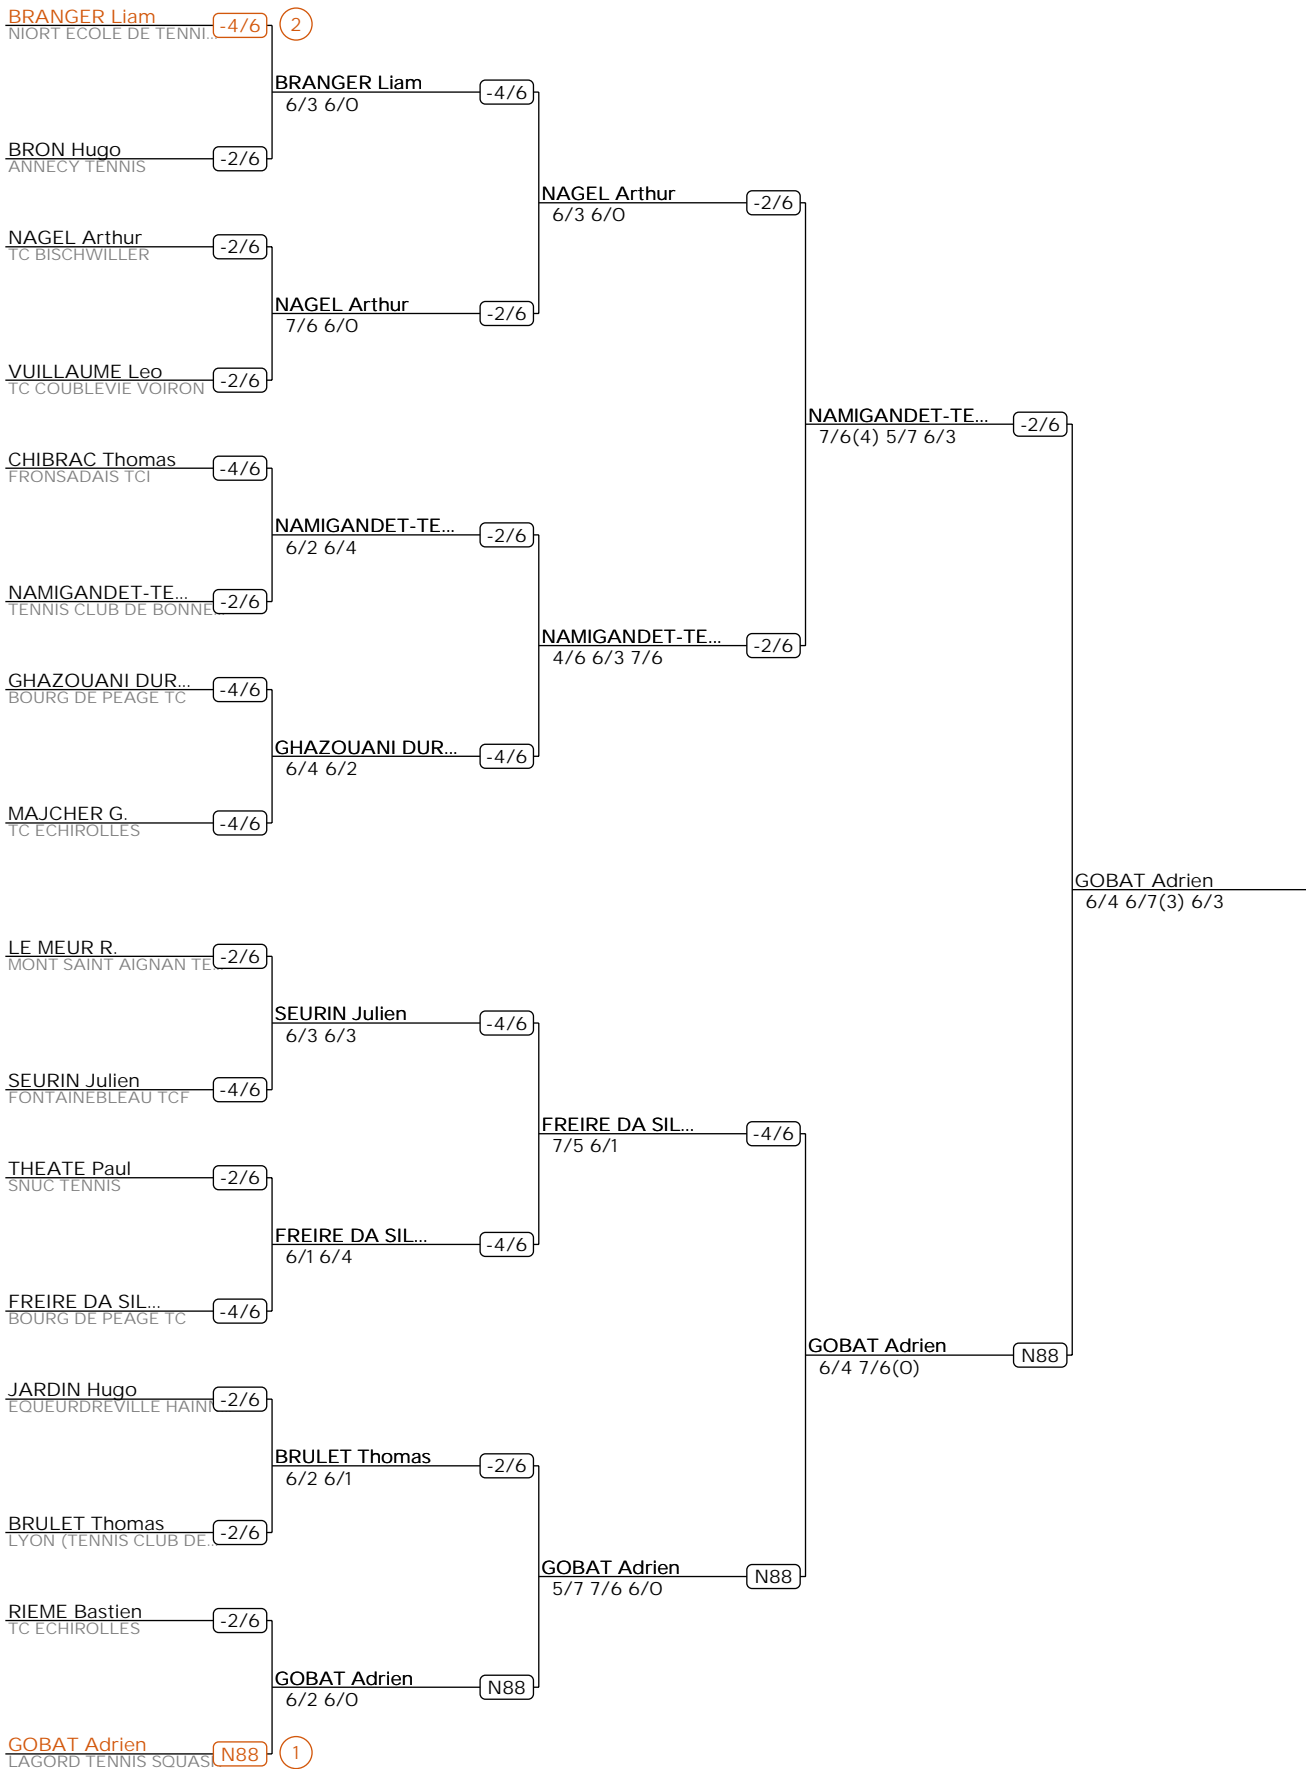 BRANGER Liam
NIORT ECOLE DE TENNI...
-4/6
2
BRANGER Liam
6/3 6/0
-4/6
BRON Hugo
ANNECY TENNIS
-2/6
NAGEL Arthur
6/3 6/0
-2/6
NAGEL Arthur
TC BISCHWILLER
-2/6
NAGEL Arthur
7/6 6/0
-2/6
VUILLAUME Leo
TC COUBLEVIE VOIRON
-2/6
NAMIGANDET-TE...
7/6(4) 5/7 6/3
-2/6
CHIBRAC Thomas
FRONSADAIS TCI
-4/6
NAMIGANDET-TE...
6/2 6/4
-2/6
NAMIGANDET-TE...
TENNIS CLUB DE BONNE...
-2/6
NAMIGANDET-TE...
4/6 6/3 7/6
-2/6
GHAZOUANI DUR...
BOURG DE PEAGE TC
-4/6
GHAZOUANI DUR...
6/4 6/2
-4/6
MAJCHER G.
TC ECHIROLLES
-4/6
GOBAT Adrien
6/4 6/7(3) 6/3
LE MEUR R.
MONT SAINT AIGNAN TE...
-2/6
SEURIN Julien
6/3 6/3
-4/6
SEURIN Julien
FONTAINEBLEAU TCF
-4/6
FREIRE DA SIL...
7/5 6/1
-4/6
THEATE Paul
SNUC TENNIS
-2/6
FREIRE DA SIL...
6/1 6/4
-4/6
FREIRE DA SIL...
BOURG DE PEAGE TC
-4/6
GOBAT Adrien
6/4 7/6(0)
N88
JARDIN Hugo
EQUEURDREVILLE HAIN
-2/6
BRULET Thomas
6/2 6/1
-2/6
BRULET Thomas
LYON (TENNIS CLUB DE...
-2/6
GOBAT Adrien
5/7 7/6 6/0
N88
RIEME Bastien
TC ECHIROLLES
-2/6
GOBAT Adrien
6/2 6/0
N88
GOBAT Adrien
LAGORD TENNIS SQUASH
N88
1